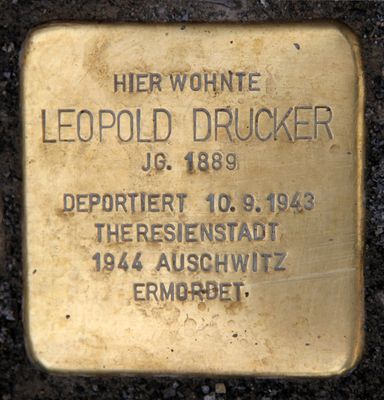 HIER WOHNTE
LEOPOLD DRUCKER
JG. 1889
DEPORTIERT 10.9.1943
THERESIENSTADT
1944 AUSCHWITZ
ERMORDET